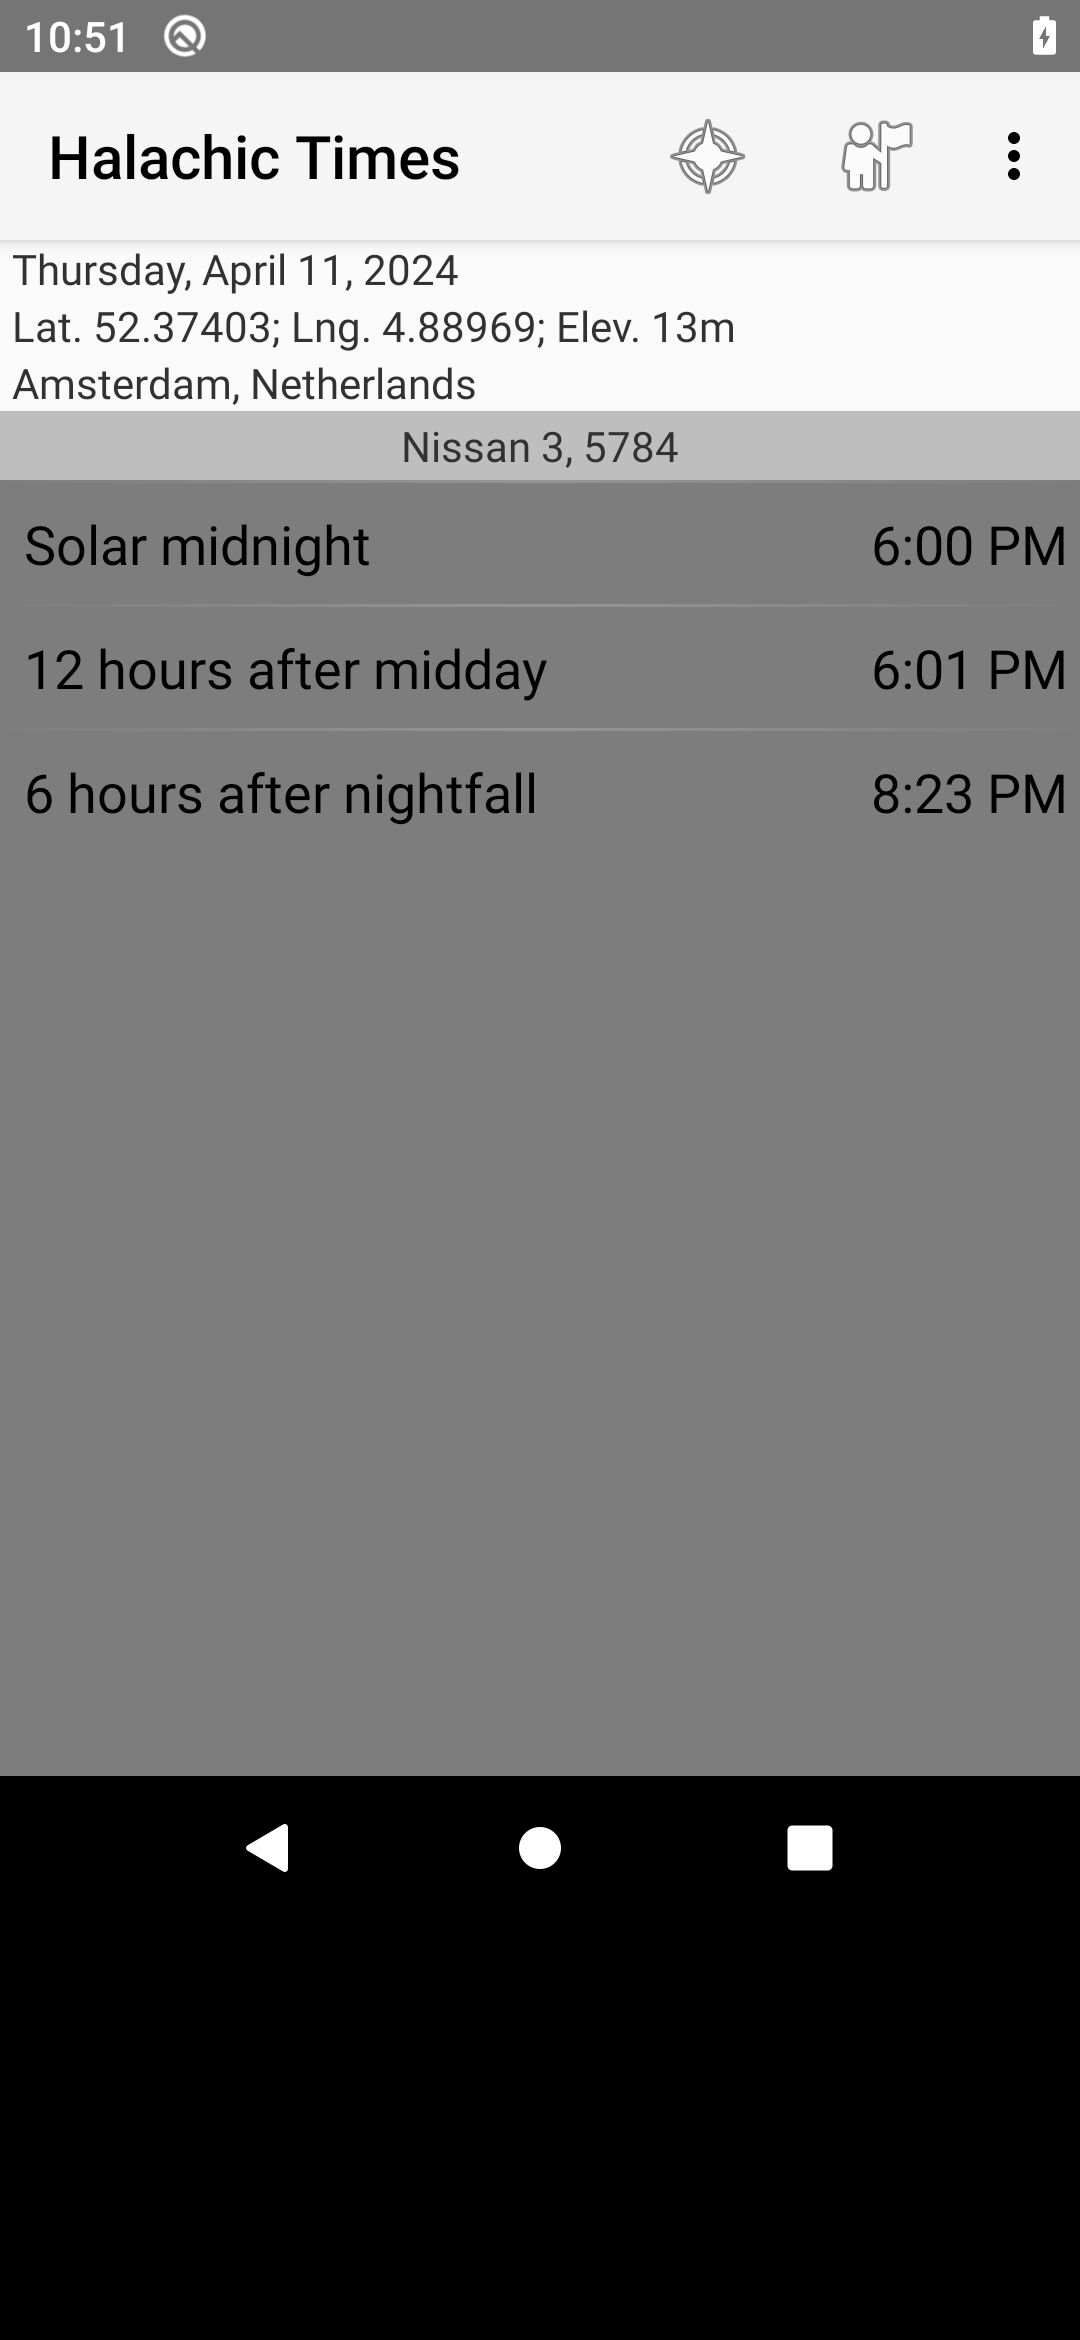 10:51
Halachic Times
Thursday, April 11, 2024
Lat. 52.37403; Lng. 4.88969; Elev. 13m
Amsterdam, Netherlands
Nissan 3, 5784
Solar midnight 6:00 PM
12 hours after midday 6:01 PM
6 hours after nightfall 8:23 PM